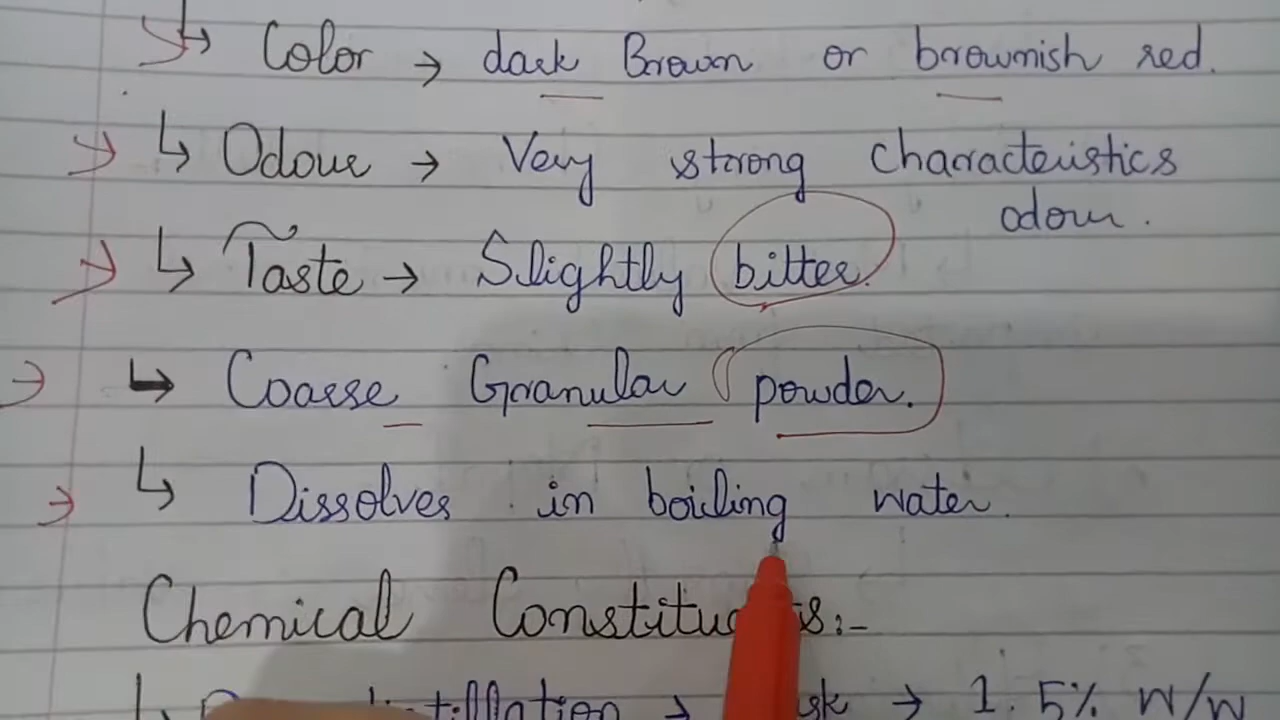 ↳ Color → dark Brown or brownish red.
↳ Odour → Very strong characteristics
odour.
↳ Taste → Slightly bitter.
↳ Coarse Granular powder.
↳ Dissolves in boiling water.
Chemical :-
↳ → → 1.5% W/W